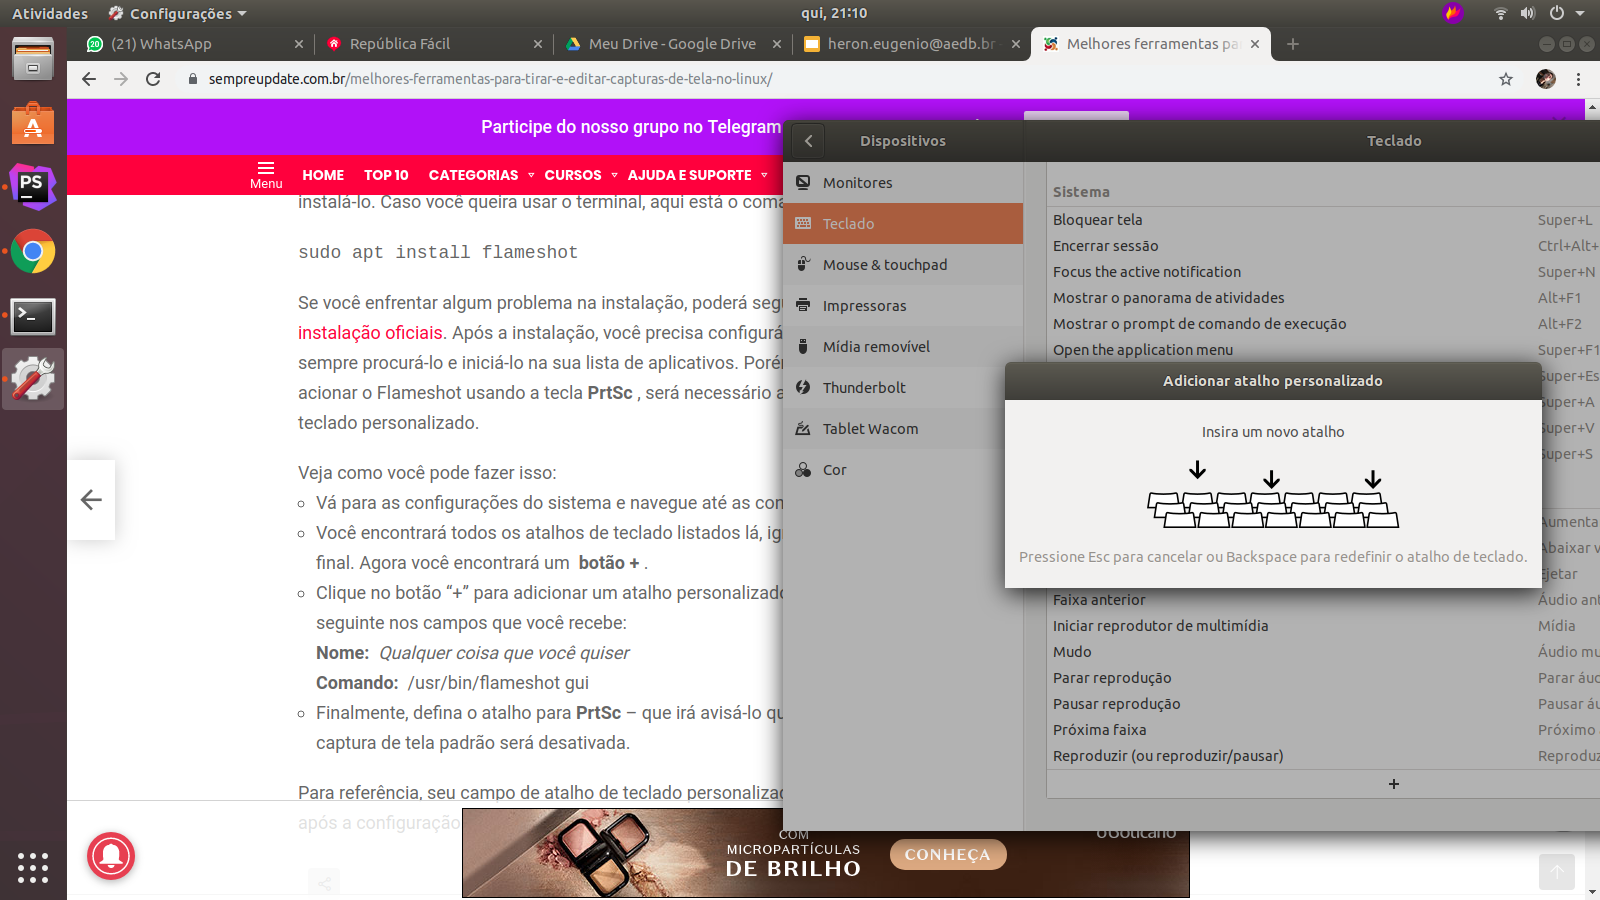 Atividades
Configurações
qui, 21:10
(21) WhatsApp
República Fácil
Meu Drive - Google Drive
heron.eugenio@aedb.br
Melhores ferramentas pa
sempreupdate.com.br/melhores-ferramentas-para-tirar-e-editar-capturas-de-tela-no-linux/
Participe do nosso grupo no Telegram
Menu
HOME
TOP 10
CATEGORIAS
CURSOS
AJUDA E SUPORTE
instalá-lo. Caso você queira usar o terminal, aqui está o coma
sudo apt install flameshot
Se você enfrentar algum problema na instalação, poderá segu
instalação oficiais. Após a instalação, você precisa configurá
sempre procurá-lo e iniciá-lo na sua lista de aplicativos. Porém
acionar o Flameshot usando a tecla PrtSc , será necessário a
teclado personalizado.
Veja como você pode fazer isso:
Vá para as configurações do sistema e navegue até as con
Você encontrará todos os atalhos de teclado listados lá, ig
final. Agora você encontrará um botão + .
Clique no botão “+” para adicionar um atalho personalizado
seguinte nos campos que você recebe:
Nome: Qualquer coisa que você quiser
Comando: /usr/bin/flameshot gui
Finalmente, defina o atalho para PrtSc – que irá avisá-lo qu
captura de tela padrão será desativada.
Para referência, seu campo de atalho de teclado personalizad
após a configuração
Dispositivos
Teclado
Monitores
Teclado
Mouse & touchpad
Impressoras
Mídia removível
Thunderbolt
Tablet Wacom
Cor
Sistema
Bloquear tela Super+L
Encerrar sessão Ctrl+Alt+
Focus the active notification Super+N
Mostrar o panorama de atividades Alt+F1
Mostrar o prompt de comando de execução Alt+F2
Open the application menu Super+F1
Super+Es
Super+A
Super+V
Super+S
Adicionar atalho personalizado
Insira um novo atalho
Pressione Esc para cancelar ou Backspace para redefinir o atalho de teclado.
Aumenta
Abaixar v
Ejetar
Faixa anterior Áudio ant
Iniciar reprodutor de multimídia Mídia
Mudo Áudio mu
Parar reprodução Parar áud
Pausar reprodução Pausar áu
Próxima faixa Próximo
Reproduzir (ou reproduzir/pausar) Reproduz
+
COM
MICROPARTÍCULAS
DE BRILHO
CONHEÇA
PS
20